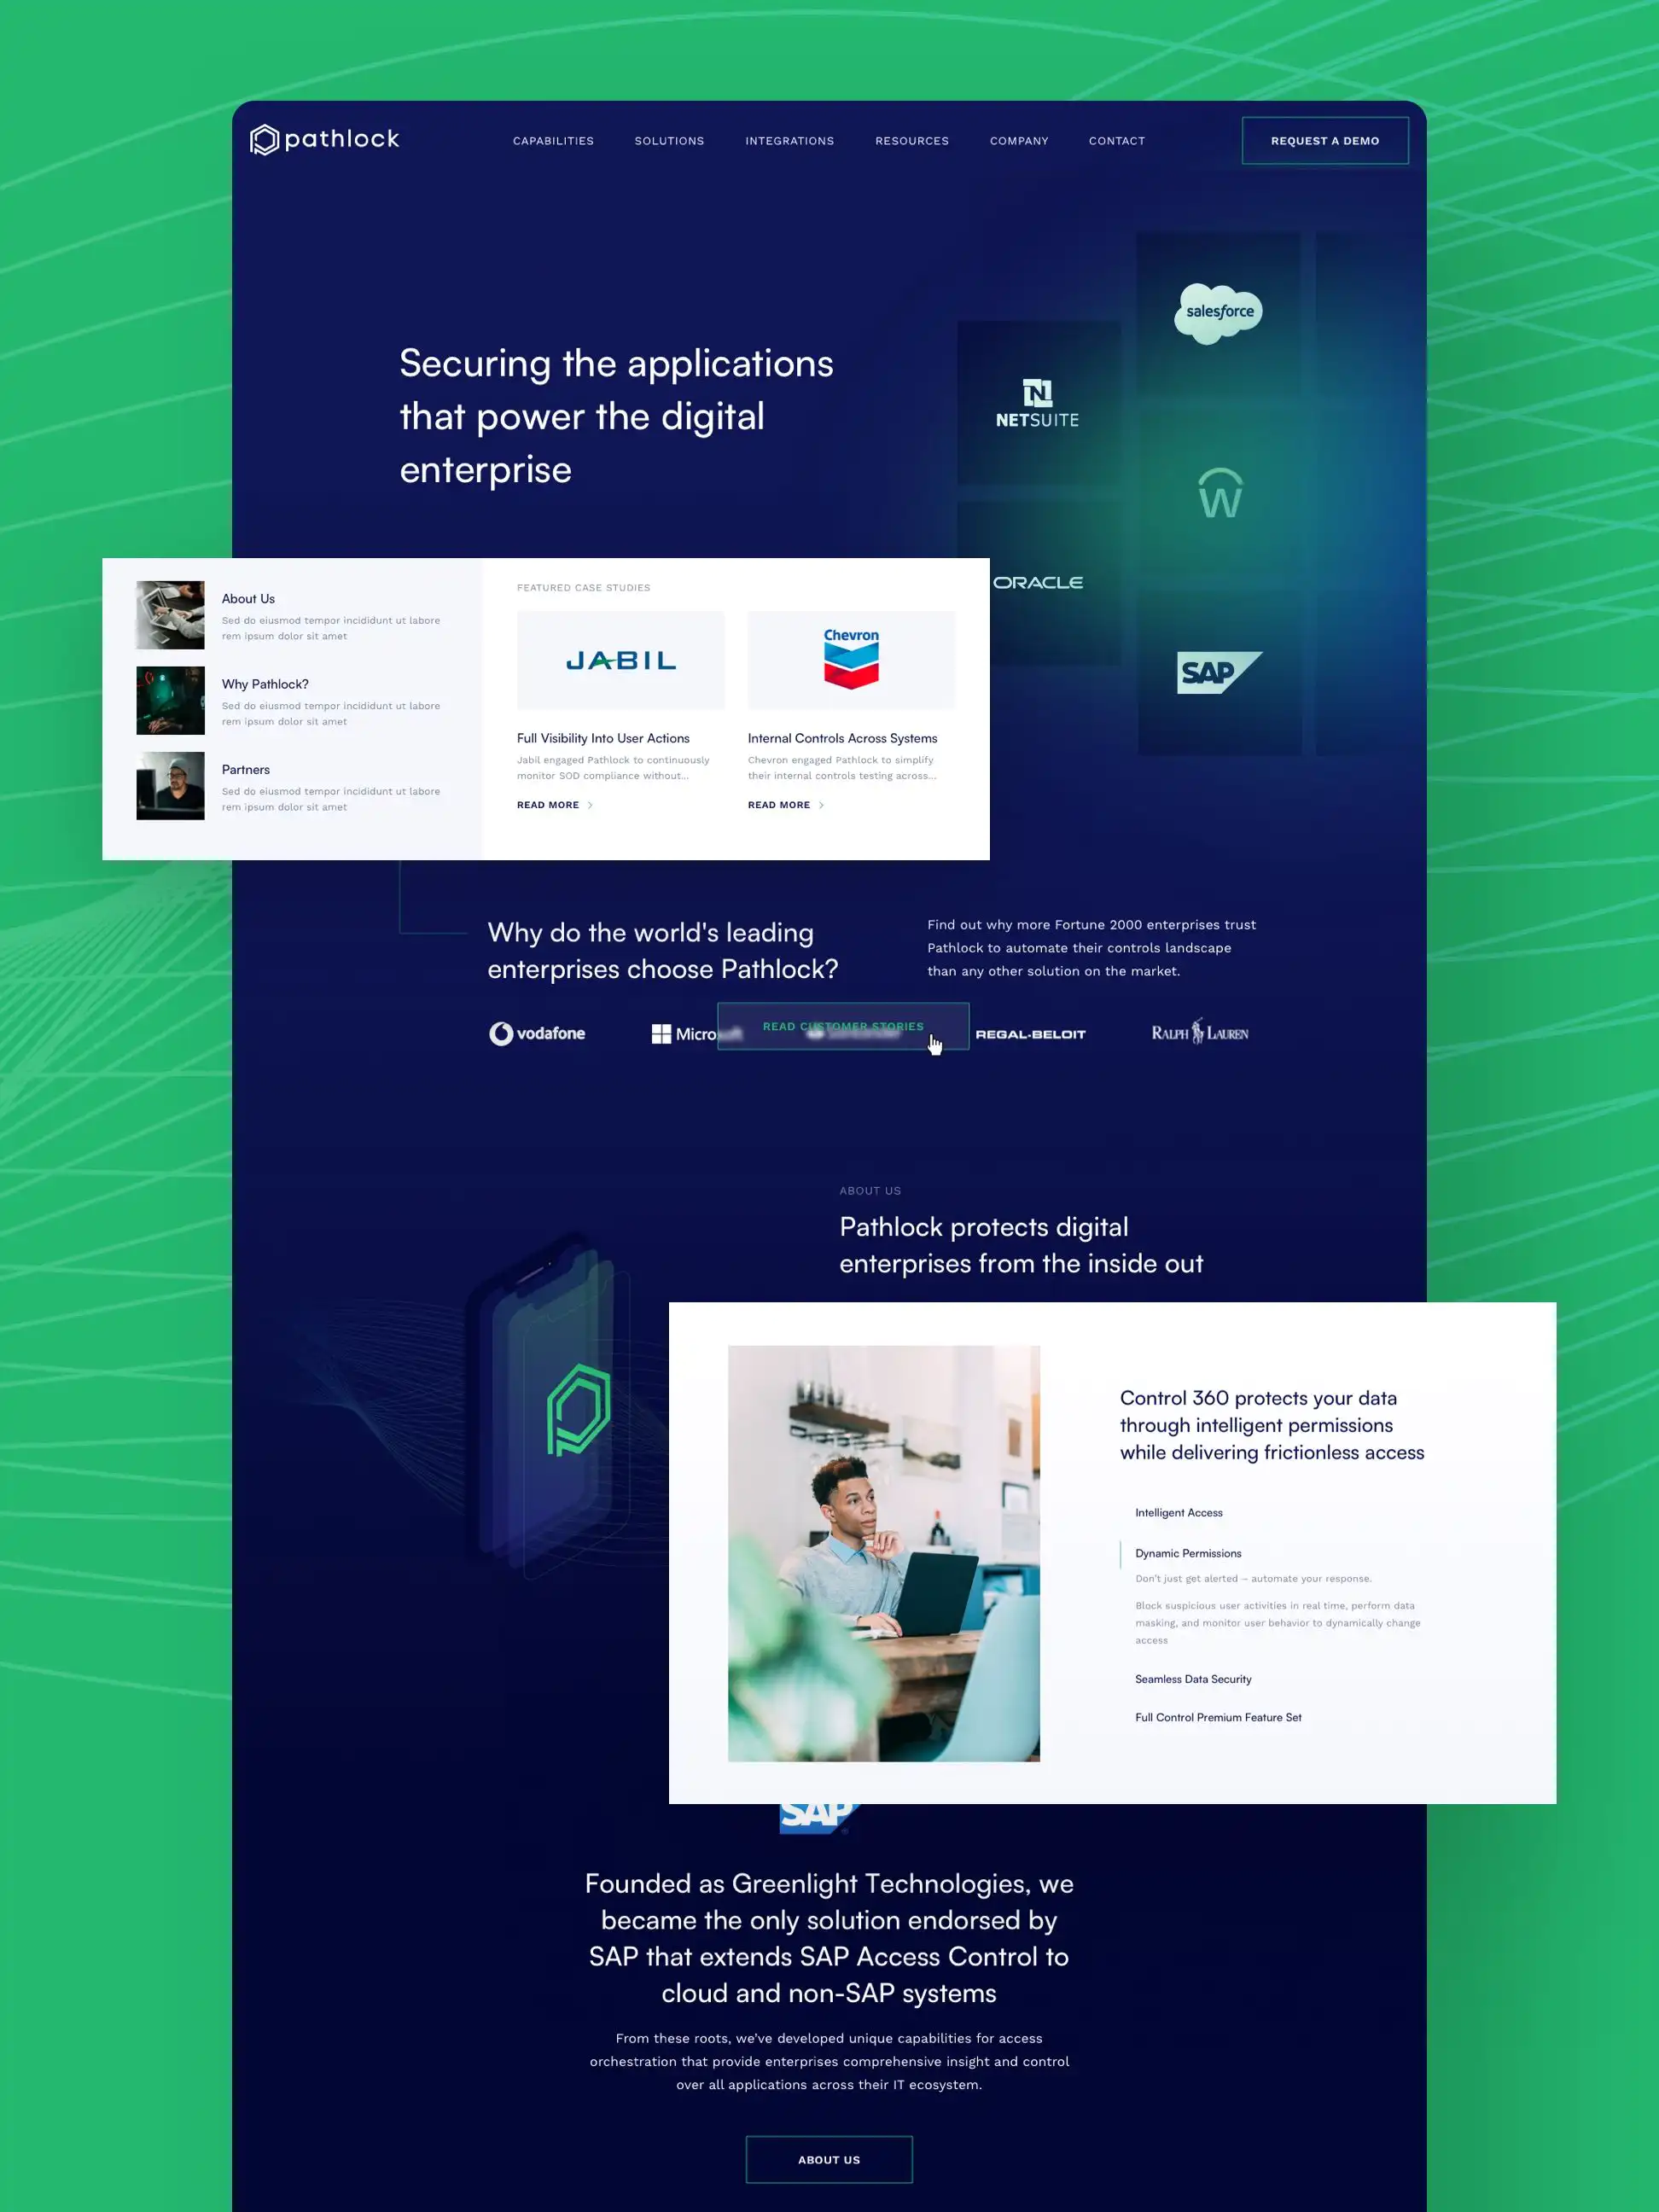 pathlock
CAPABILITIES
SOLUTIONS
INTEGRATIONS
RESOURCES
COMPANY
CONTACT
REQUEST A DEMO
Securing the applications
that power the digital
enterprise
salesforce
NETSUITE
W
ORACLE
SAP
About Us
Sed do eiusmod tempor incididunt ut labore
rem ipsum dolor sit amet
Why Pathlock?
Sed do eiusmod tempor incididunt ut labore
rem ipsum dolor sit amet
Partners
Sed do eiusmod tempor incididunt ut labore
rem ipsum dolor sit amet
FEATURED CASE STUDIES
JABIL
Full Visibility Into User Actions
Jabil engaged Pathlock to continuously
monitor SOD compliance without...
READ MORE
Chevron
Internal Controls Across Systems
Chevron engaged Pathlock to simplify
their internal controls testing across...
READ MORE
Why do the world's leading
enterprises choose Pathlock?
Find out why more Fortune 2000 enterprises trust
Pathlock to automate their controls landscape
than any other solution on the market.
vodafone
Microsoft
READ CUSTOMER STORIES
REGAL-BELOIT
RALPH LAUREN
ABOUT US
Pathlock protects digital
enterprises from the inside out
Control 360 protects your data
through intelligent permissions
while delivering frictionless access
Intelligent Access
Dynamic Permissions
Don't just get alerted – automate your response.
Block suspicious user activities in real time, perform data
masking, and monitor user behavior to dynamically change
access
Seamless Data Security
Full Control Premium Feature Set
SAP
Founded as Greenlight Technologies, we
became the only solution endorsed by
SAP that extends SAP Access Control to
cloud and non-SAP systems
From these roots, we've developed unique capabilities for access
orchestration that provide enterprises comprehensive insight and control
over all applications across their IT ecosystem.
ABOUT US